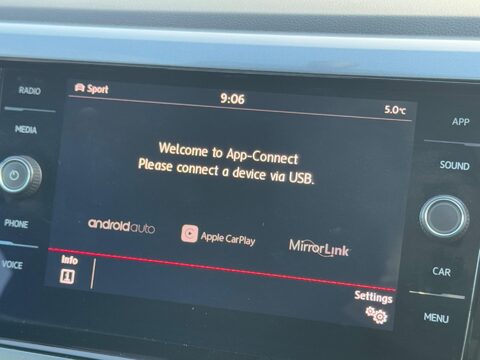 RADIO
MEDIA
PHONE
VOICE
Sport
9:06
5.0°C
Welcome to App-Connect
Please connect a device via USB.
androidauto
Apple CarPlay
MirrorLink
Info
Settings
APP
SOUND
CAR
MENU